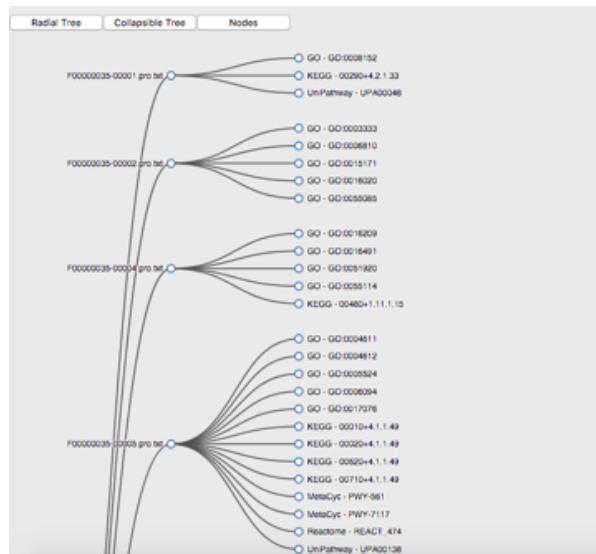 Radial Tree Collapsible Tree Nodes
F00000035-00001.pro.txt
GO - GO:0008152
KEGG - 00290+4.2.1.33
UniPathway - UPA00048
F00000035-00002.pro.txt
GO - GO:0003333
GO - GO:0006810
GO - GO:0015171
GO - GO:0016020
GO - GO:0055085
F00000035-00004.pro.txt
GO - GO:0016209
GO - GO:0016491
GO - GO:0051920
GO - GO:0055114
KEGG - 00480+1.11.1.15
F00000035-00005.pro.txt
GO - GO:0004611
GO - GO:0004612
GO - GO:0005524
GO - GO:0006094
GO - GO:0017076
KEGG - 00010+4.1.1.49
KEGG - 00020+4.1.1.49
KEGG - 00620+4.1.1.49
KEGG - 00710+4.1.1.49
MetaCyc - PWY-561
MetaCyc - PWY-7117
Reactome - REACT_474
UniPathway - UPA00138